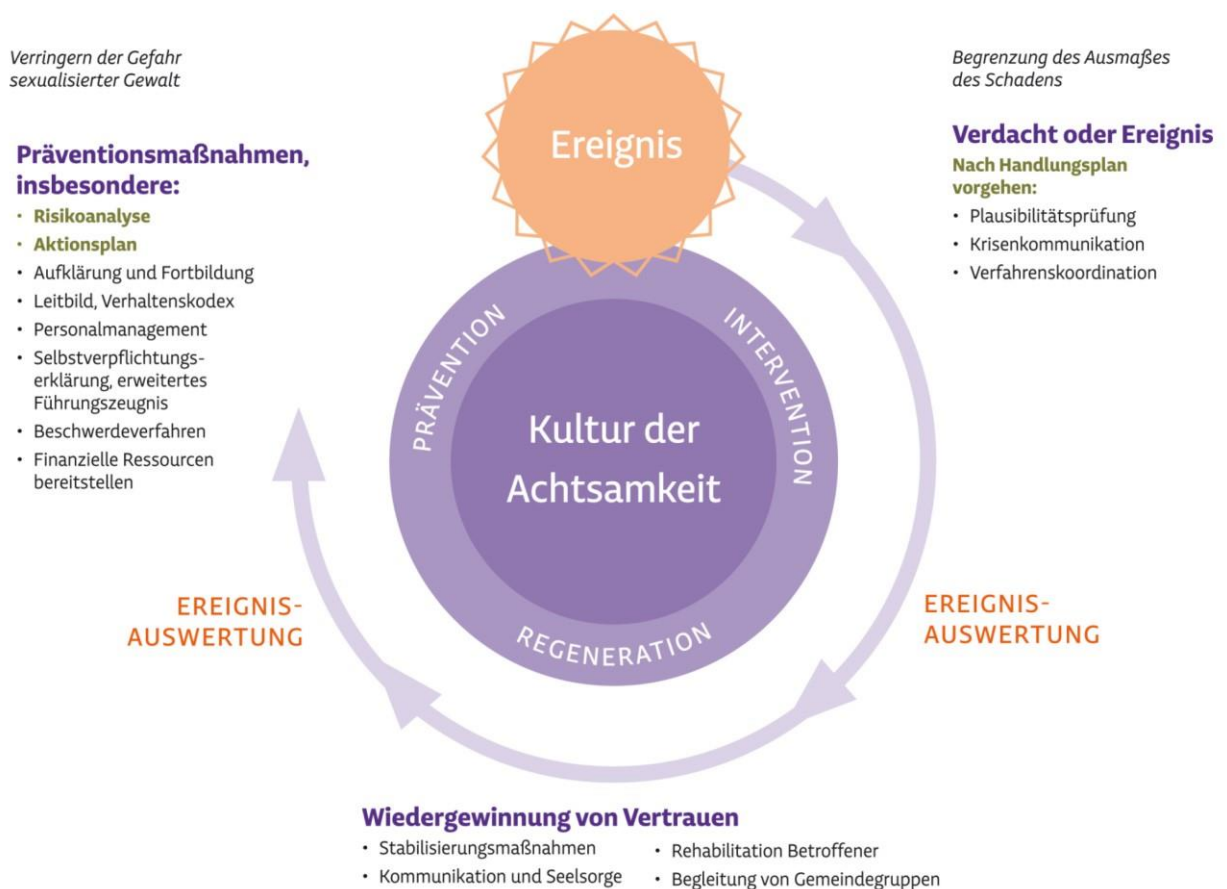 Verringern der Gefahr
sexualisierter Gewalt
Präventionsmaßnahmen,
insbesondere:
• Risikoanalyse
• Aktionsplan
• Aufklärung und Fortbildung
• Leitbild, Verhaltenskodex
• Personalmanagement
• Selbstverpflichtungs-
erklärung, erweitertes
Führungszeugnis
• Beschwerdeverfahren
• Finanzielle Ressourcen
bereitstellen
Ereignis
Begrenzung des Ausmaßes
des Schadens
Verdacht oder Ereignis
Nach Handlungsplan
vorgehen:
• Plausibilitätsprüfung
• Krisenkommunikation
• Verfahrenskoordination
PRÄVENTION
INTERVENTION
Kultur der
Achtsamkeit
REGENERATION
EREIGNIS-
AUSWERTUNG
EREIGNIS-
AUSWERTUNG
Wiedergewinnung von Vertrauen
• Stabilisierungsmaßnahmen
• Kommunikation und Seelsorge
• Rehabilitation Betroffener
• Begleitung von Gemeindegruppen